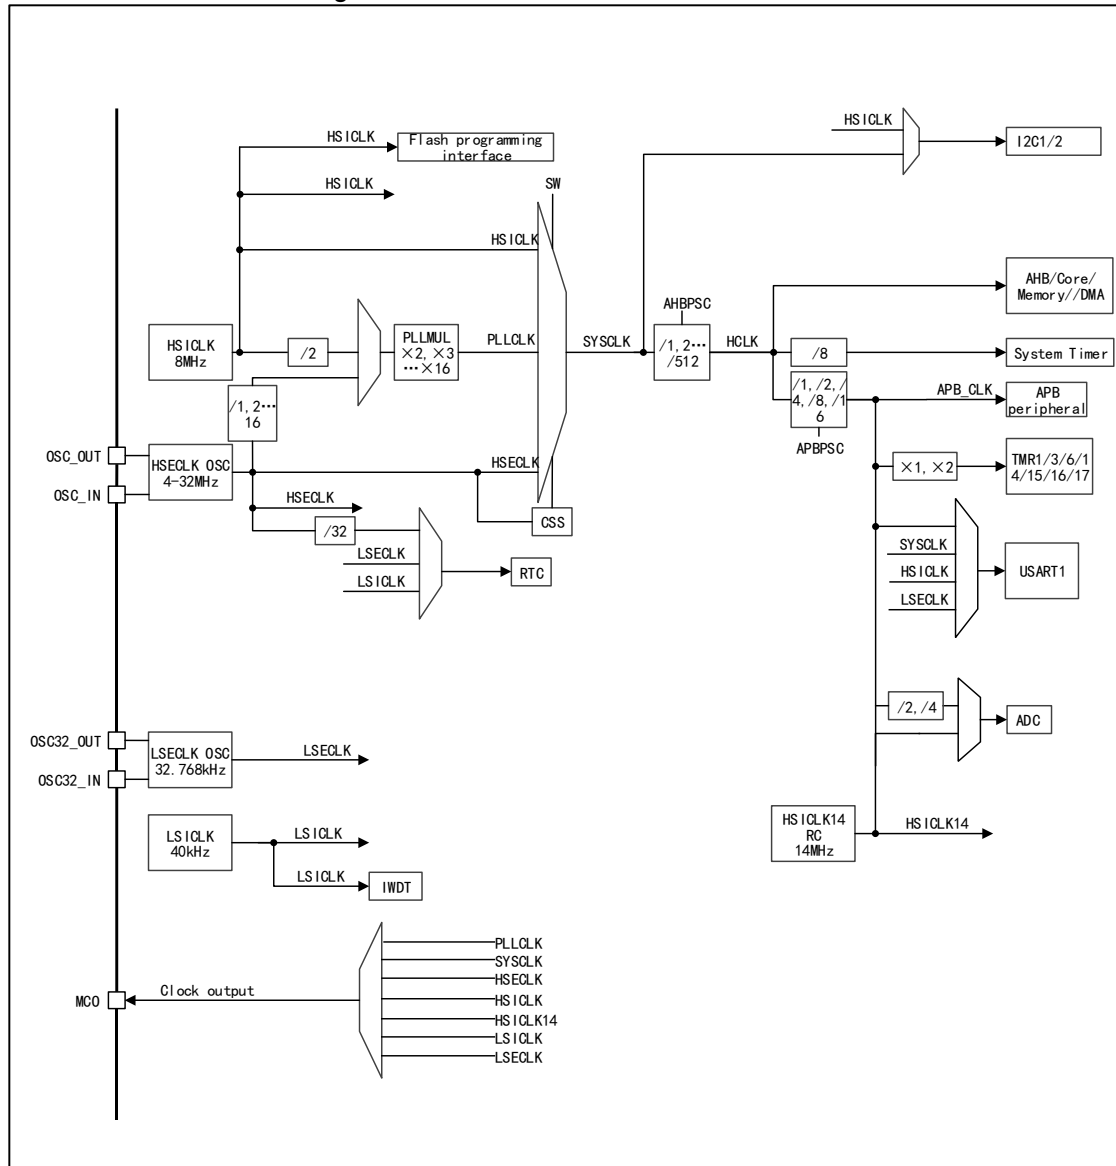 HSICLK
Flash programming
interface
HSICLK
HSICLK
I2C1/2
SW
HSICLK
AHB/Core/
Memory//DMA
HSICLK
8MHz
/2
PLLMUL
×2, ×3
…×16
PLLCLK
SYSCLK
AHBPSC
/1, 2…
/512
HCLK
/8
System Timer
/1, 2…
16
/1, /2, /
4, /8, /1
6
APBPSC
APB_CLK
APB
peripheral
OSC_OUT
OSC_IN
HSECLK OSC
4-32MHz
HSECLK
×1, ×2
TMR1/3/6/1
4/15/16/17
HSECLK
CSS
/32
LSECLK
LSICLK
RTC
SYSCLK
HSICLK
LSECLK
USART1
/2, /4
ADC
OSC32_OUT
OSC32_IN
LSECLK OSC
32.768kHz
LSECLK
LSICLK
40kHz
LSICLK
LSICLK
IWDT
HSICLK14
RC
14MHz
HSICLK14
MCO
Clock output
PLLCLK
SYSCLK
HSECLK
HSICLK
HSICLK14
LSICLK
LSECLK